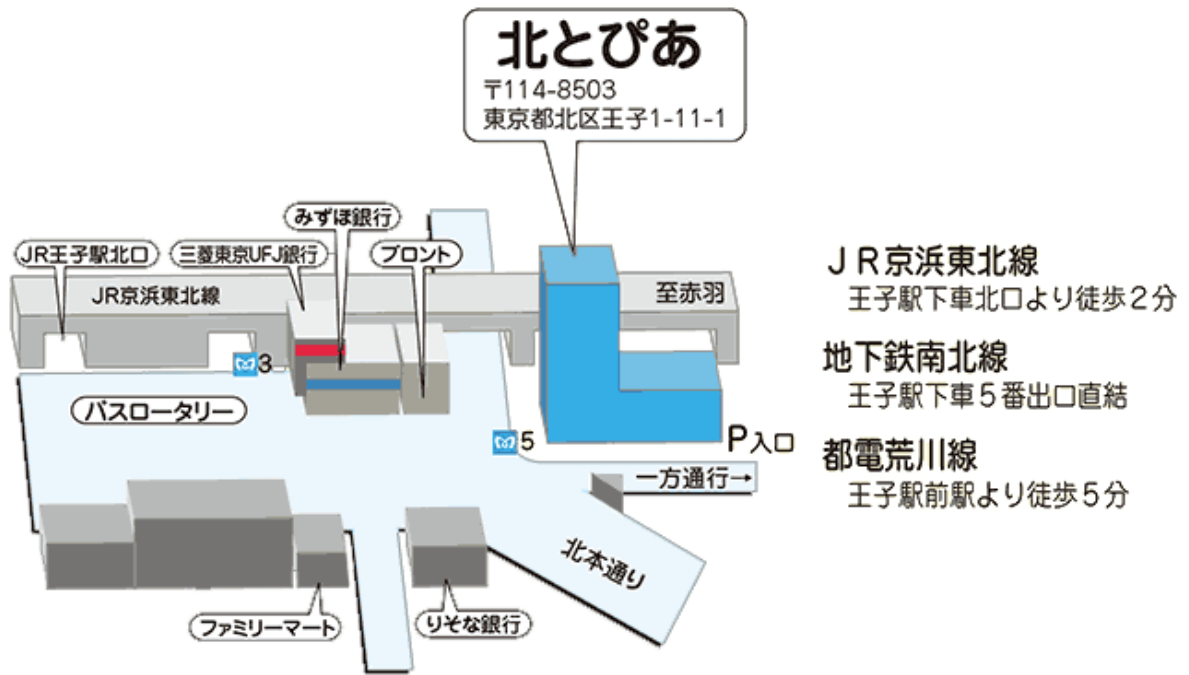 北とぴあ
〒114-8503
東京都北区王子1-11-1
みずほ銀行
JR王子駅北口
三菱東京UFJ銀行
プロント
JR京浜東北線
至赤羽
3
バスロータリー
5
P入口
一方通行→
北本通り
ファミリーマート
りそな銀行
JR京浜東北線
王子駅下車北口より徒歩2分
地下鉄南北線
王子駅下車5番出口直結
都電荒川線
王子駅前駅より徒歩5分